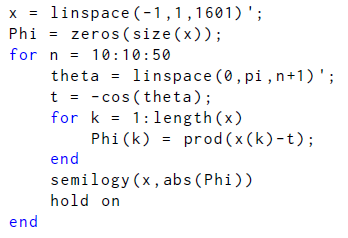 x = linspace(-1,1,1601)';
Phi = zeros(size(x));
for n = 10:10:50
    theta = linspace(0,pi,n+1)';
    t = -cos(theta);
    for k = 1:length(x)
        Phi(k) = prod(x(k)-t);
    end
    semilogy(x,abs(Phi))
    hold on
end